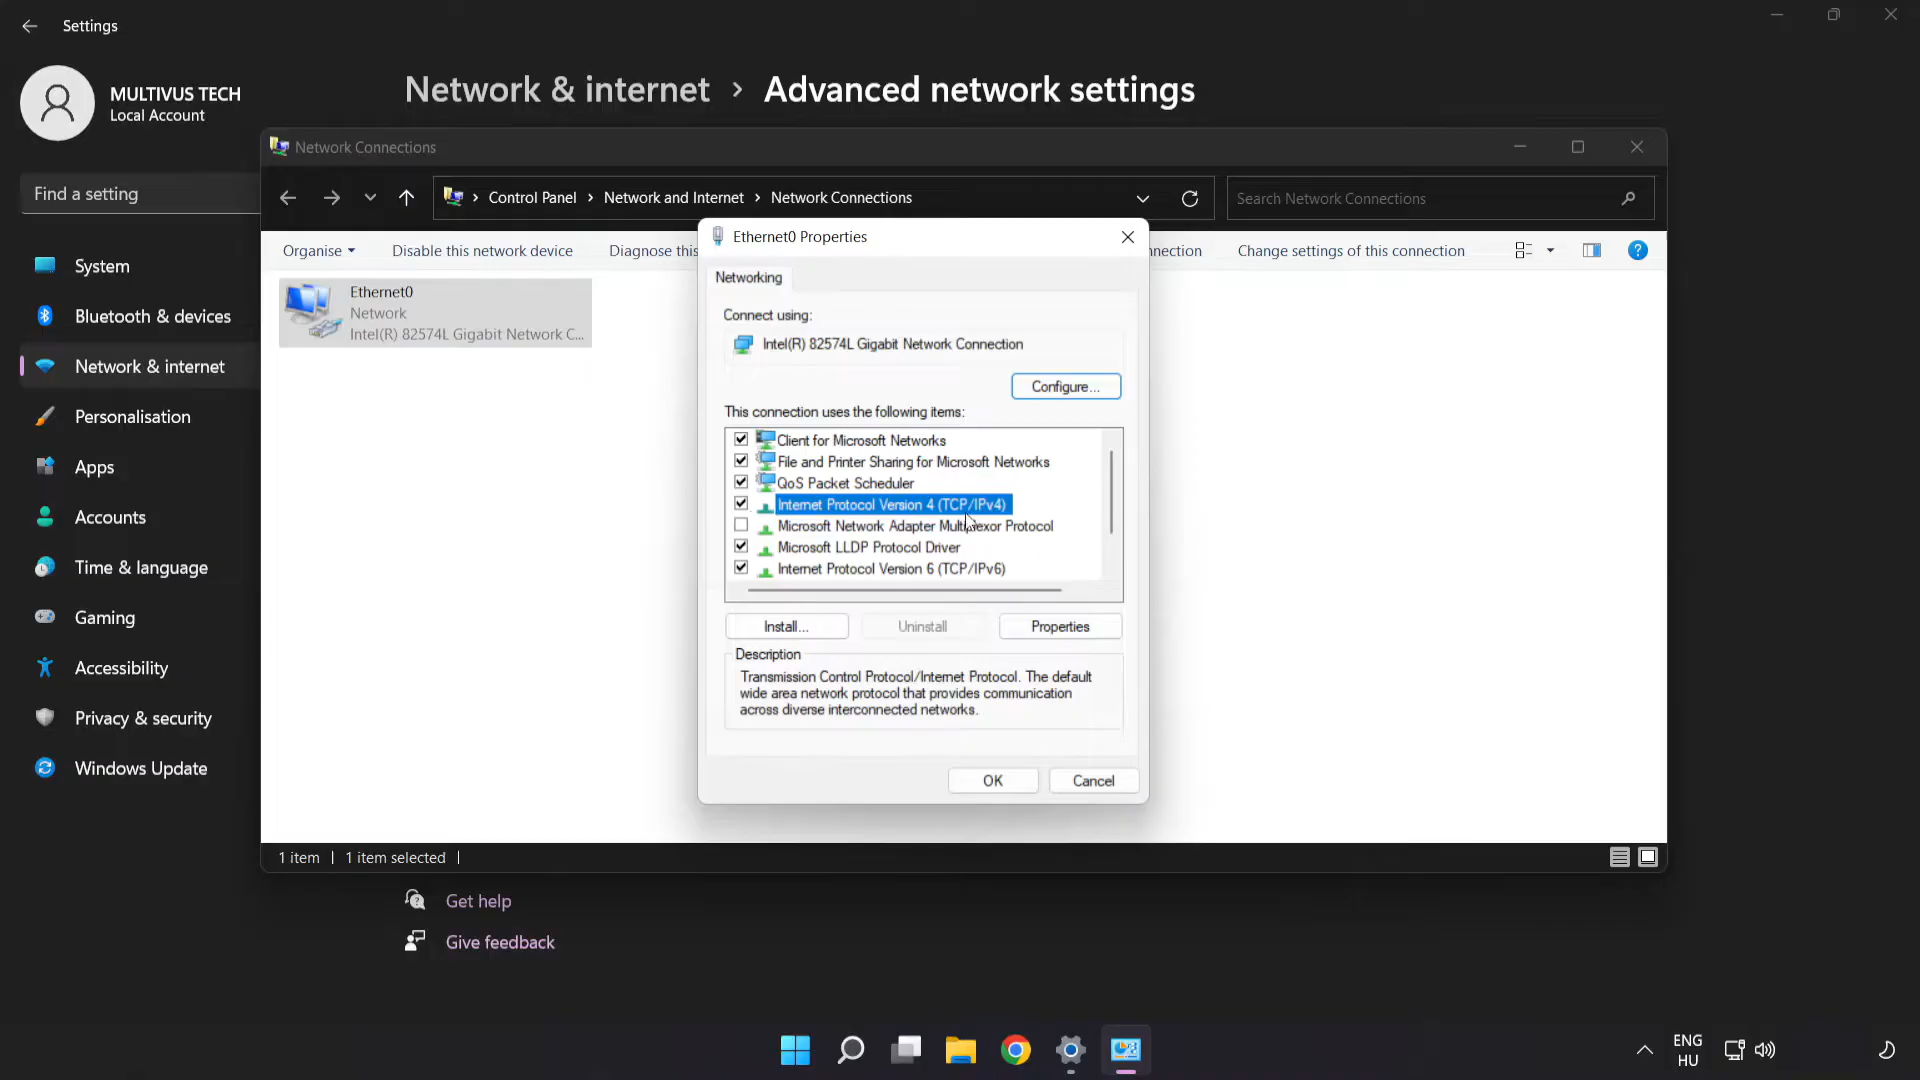 Settings
MULTIVUS TECH
Local Account
Network & internet › Advanced network settings
Network Connections
Find a setting
Control Panel › Network and Internet › Network Connections
Search Network Connections
Ethernet0 Properties
Organise
Disable this network device
Diagnose this
nnection
Change settings of this connection
System
Bluetooth & devices
Network & internet
Personalisation
Apps
Accounts
Time & language
Gaming
Accessibility
Privacy & security
Windows Update
Ethernet0
Network
Intel(R) 82574L Gigabit Network C...
Networking
Connect using:
Intel(R) 82574L Gigabit Network Connection
Configure...
This connection uses the following items:
Client for Microsoft Networks
File and Printer Sharing for Microsoft Networks
QoS Packet Scheduler
Internet Protocol Version 4 (TCP/IPv4)
Microsoft Network Adapter Multiplexor Protocol
Microsoft LLDP Protocol Driver
Internet Protocol Version 6 (TCP/IPv6)
Install...
Uninstall
Properties
Description
Transmission Control Protocol/Internet Protocol. The default
wide area network protocol that provides communication
across diverse interconnected networks.
OK
Cancel
1 item
1 item selected
Get help
Give feedback
ENG
HU